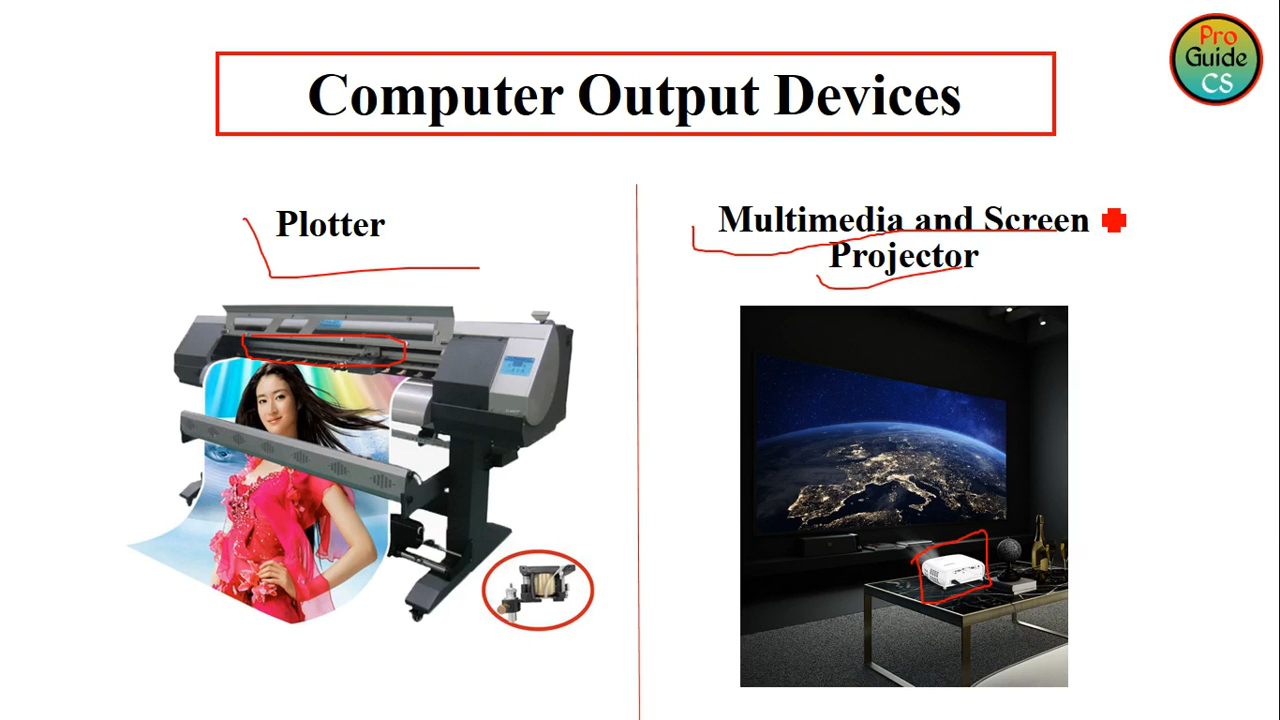 Pro
Guide
CS
Computer Output Devices
Plotter
Multimedia and Screen
Projector